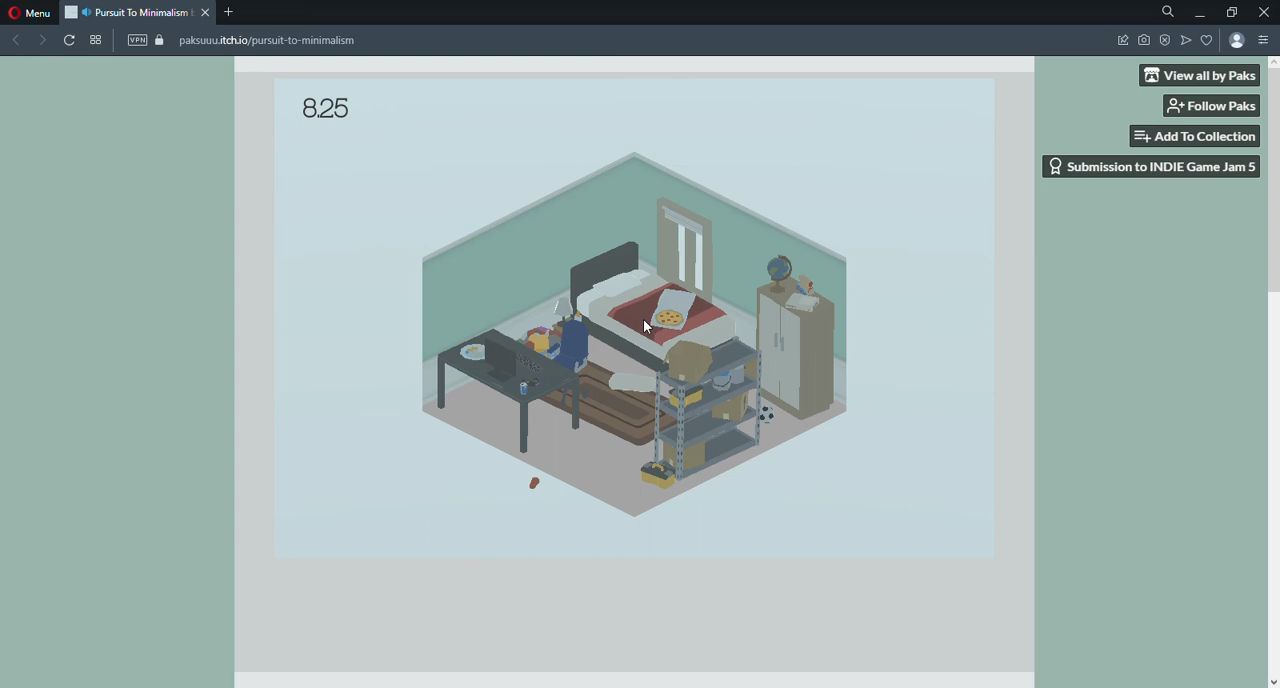 Menu
Pursuit To Minimalism
VPN
paksuuu.itch.io/pursuit-to-minimalism
View all by Paks
Follow Paks
Add To Collection
Submission to INDIE Game Jam 5
8.25